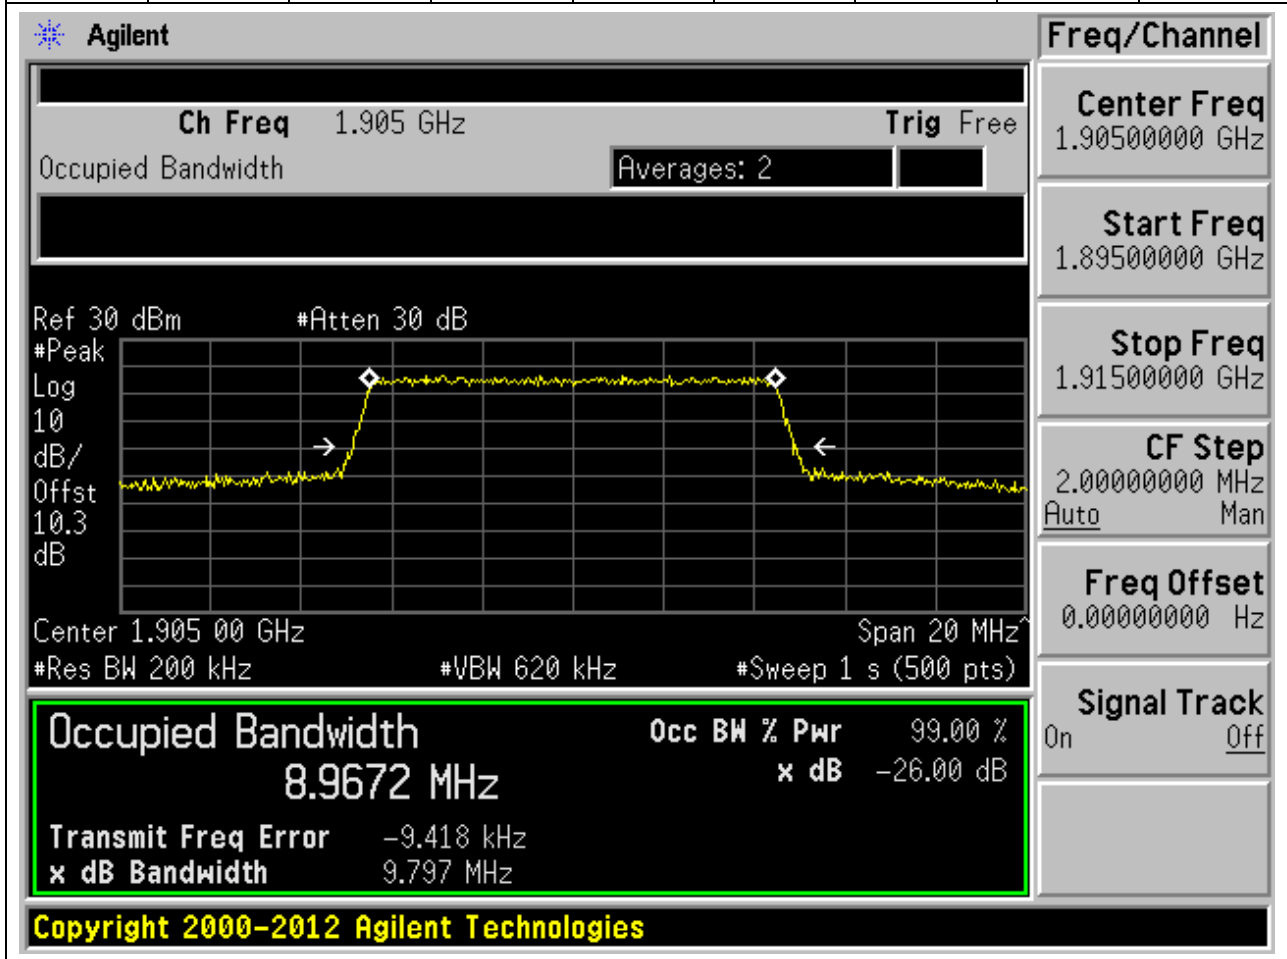 Agilent
Freq/Channel
Ch Freq 1.905 GHz Trig Free
Occupied Bandwidth Averages: 2
Ref 30 dBm #Atten 30 dB
#Peak
Log
10
dB/
Offst
10.3
dB
Center 1.905 00 GHz Span 20 MHz^
#Res BW 200 kHz #VBW 620 kHz #Sweep 1 s (500 pts)
Occupied Bandwidth Occ BW % Pwr 99.00 %
8.9672 MHz x dB -26.00 dB
Transmit Freq Error -9.418 kHz
x dB Bandwidth 9.797 MHz
Center Freq
1.90500000 GHz
Start Freq
1.89500000 GHz
Stop Freq
1.91500000 GHz
CF Step
2.00000000 MHz
Auto Man
Freq Offset
0.00000000 Hz
Signal Track
On Off
Copyright 2000-2012 Agilent Technologies